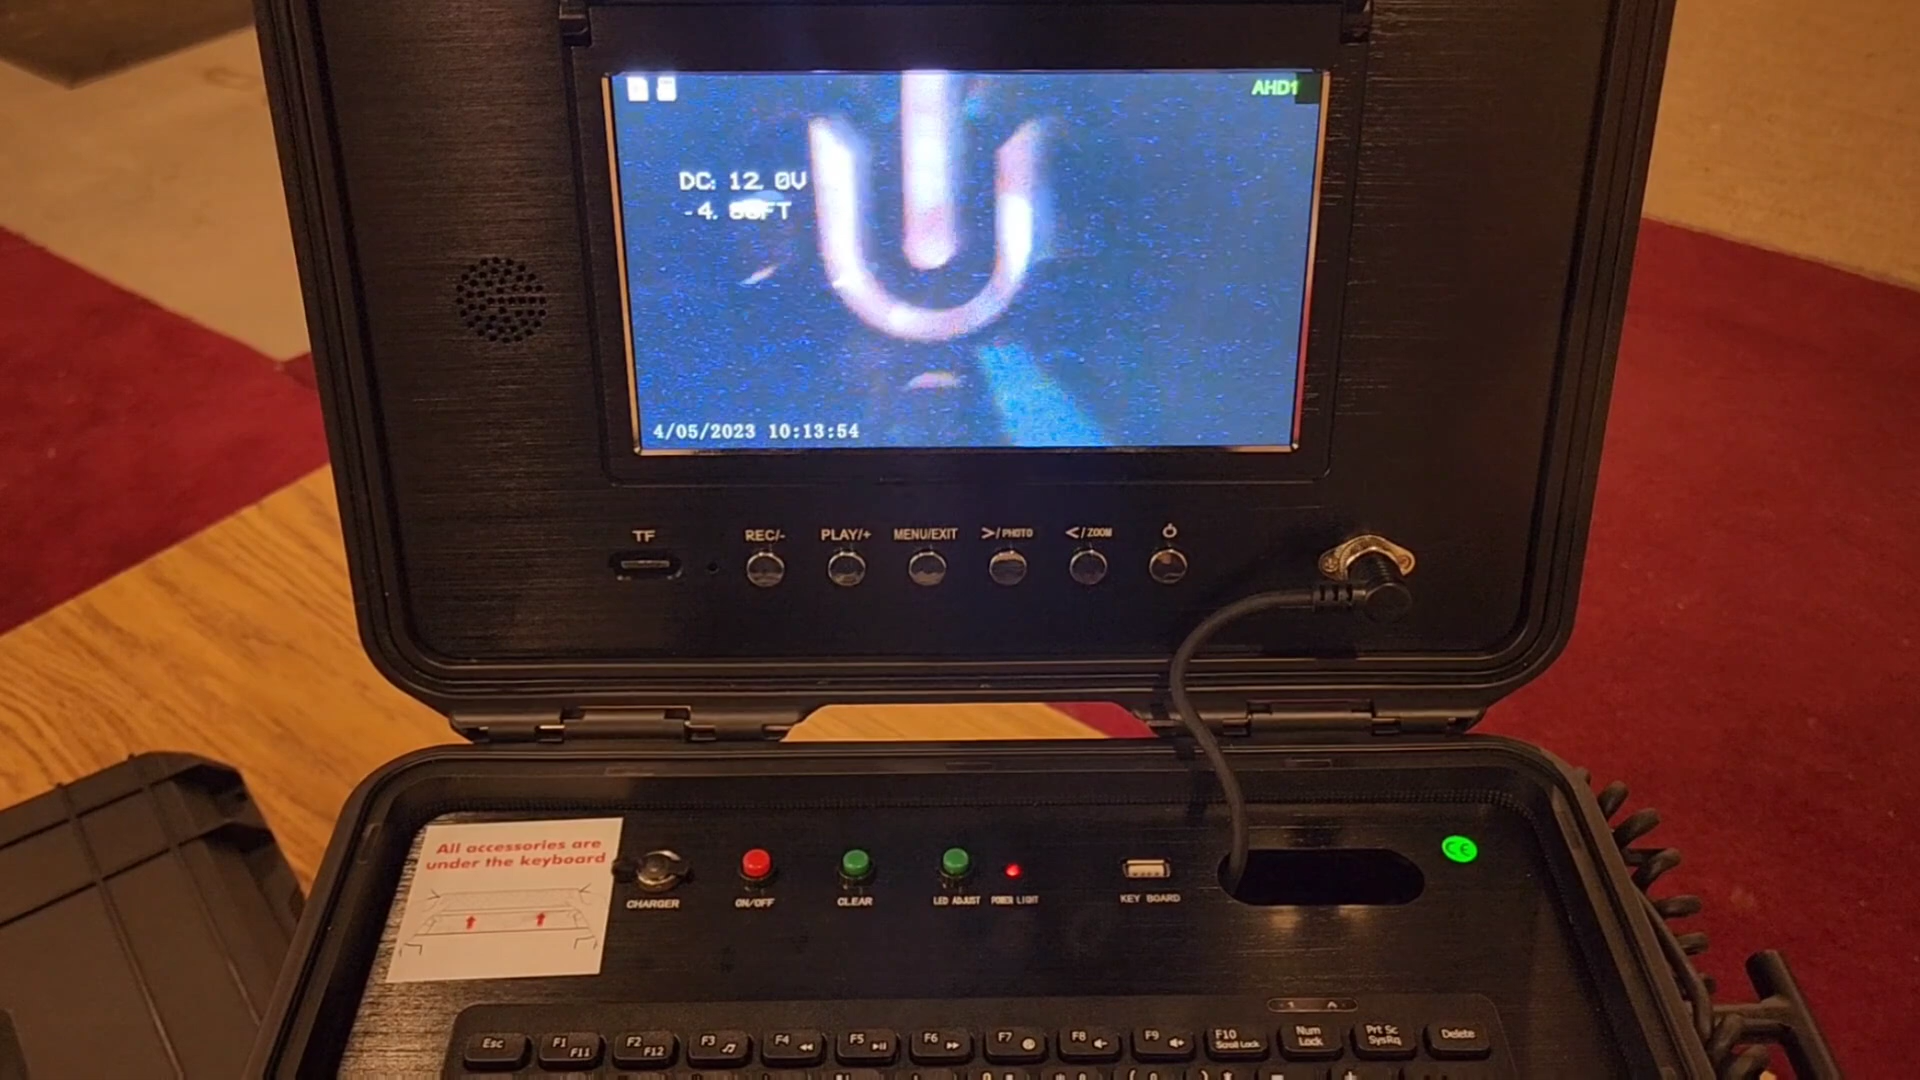 AHD1
DC: 12.0V
4/05/2023 10:13:54
TF
REC/-
PLAY/+
MENU/EXIT
>/PHOTO
</ZOOM
All accessories are
under the keyboard
CHARGER
ON/OFF
CLEAR
LED ADJUST
POWER LIGHT
KEY BOARD
CE
Esc
F1
F11
F2
F12
F3
F4
F5
F6
F7
F8
F9
F10
Scroll Lock
Num
Lock
Prt Sc
SysRq
Delete